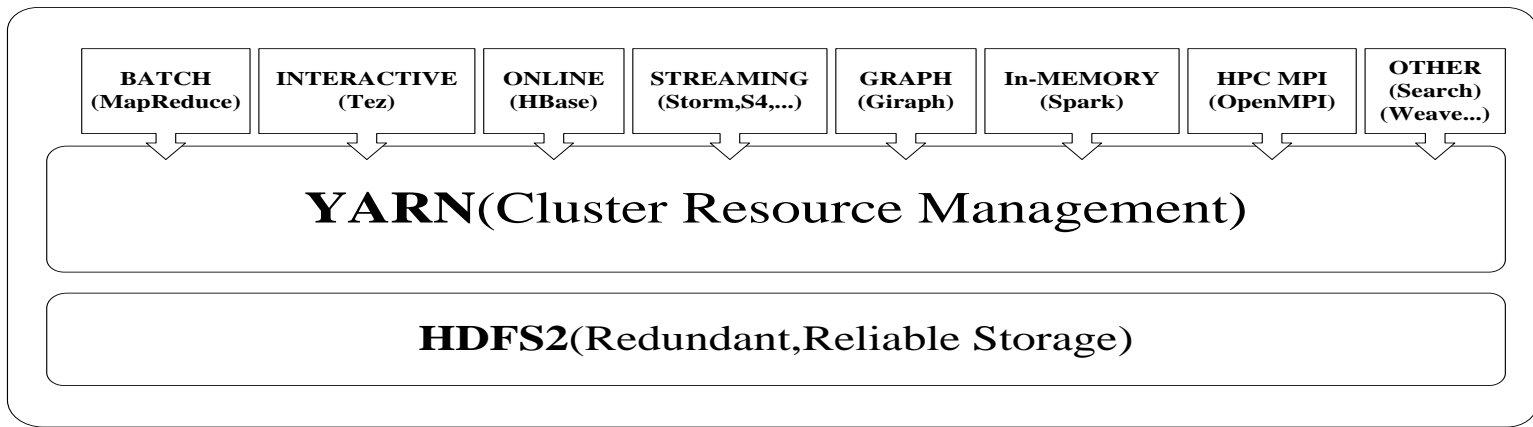 BATCH
(MapReduce)
INTERACTIVE
(Tez)
ONLINE
(HBase)
STREAMING
(Storm,S4,...)
GRAPH
(Giraph)
In-MEMORY
(Spark)
HPC MPI
(OpenMPI)
OTHER
(Search)
(Weave...)
YARN(Cluster Resource Management)
HDFS2(Redundant,Reliable Storage)